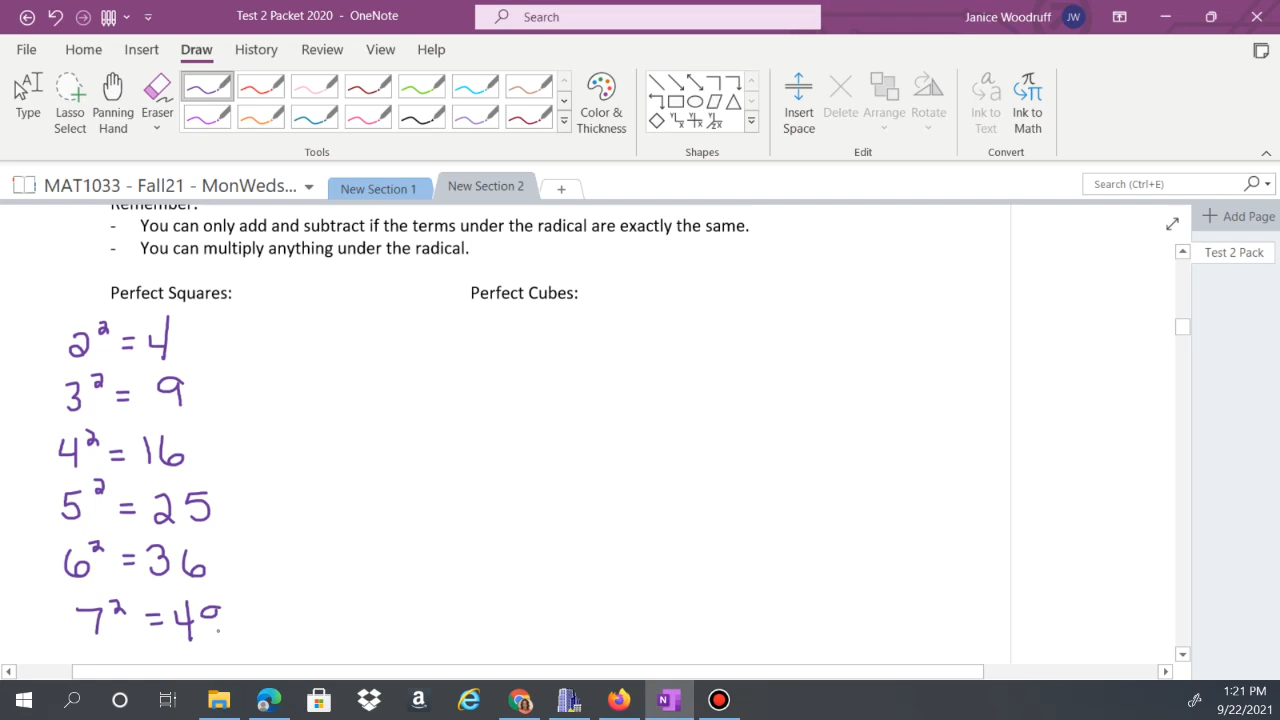 Test 2 Packet 2020 - OneNote
Search
Janice Woodruff JW
File Home Insert Draw History Review View Help
Type
Lasso Select
Panning Hand
Eraser
Color & Thickness
Insert Space
Delete
Arrange
Rotate
Ink to Text
Ink to Math
Tools Shapes Edit Convert
MAT1033 - Fall21 - MonWeds...
New Section 1
New Section 2
Search (Ctrl+E)
Add Page
Test 2 Pack
Remember:
- You can only add and subtract if the terms under the radical are exactly the same.
- You can multiply anything under the radical.
Perfect Squares: Perfect Cubes:
2² = 4
3² = 9
4² = 16
5² = 25
6² = 36
7² = 49
1:21 PM
9/22/2021